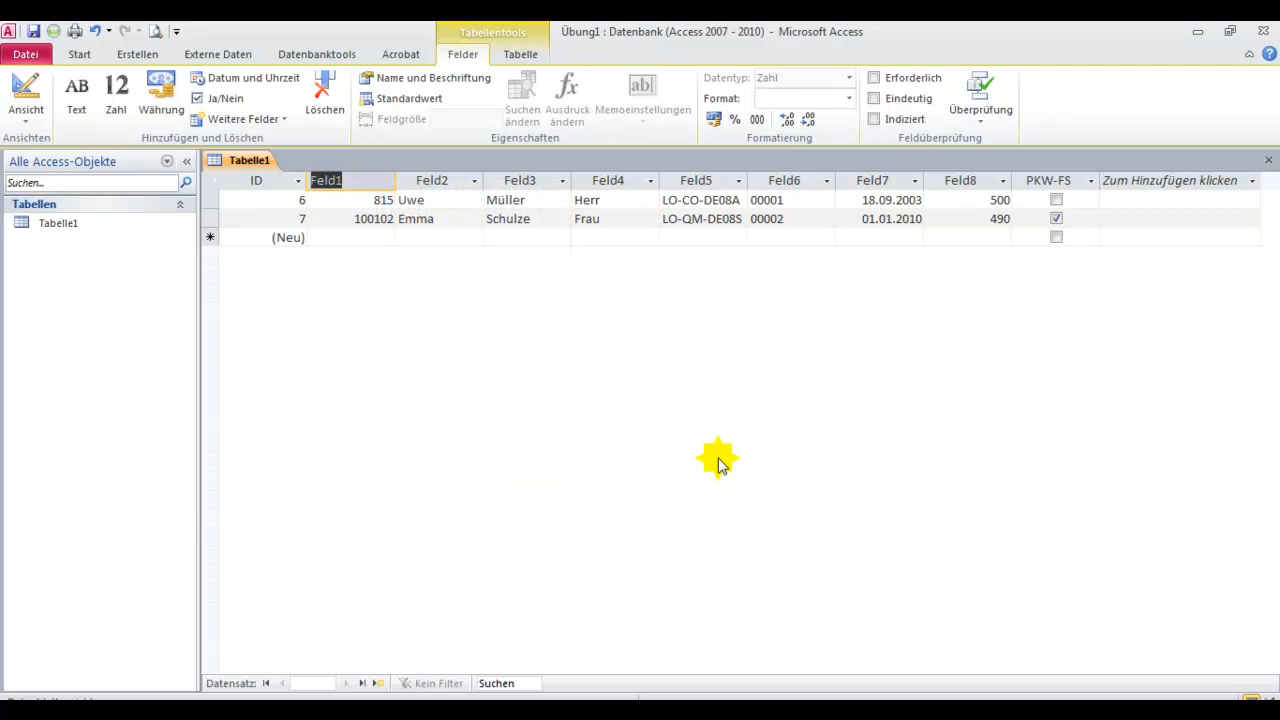 Tabellentools Übung1 : Datenbank (Access 2007 - 2010) - Microsoft Access
Datei Start Erstellen Externe Daten Datenbanktools Acrobat Felder Tabelle
Ansicht
AB Text
12 Zahl
Währung
Datum und Uhrzeit
Ja/Nein
Weitere Felder
Löschen
Name und Beschriftung
Standardwert
Feldgröße
Suchen ändern
fx Ausdruck ändern
ab Memoeinstellungen
Datentyp: Zahl
Format:
% 000
Erforderlich
Eindeutig
Indiziert
Überprüfung
Ansichten Hinzufügen und Löschen Eigenschaften Formatierung Feldüberprüfung
Alle Access-Objekte
Suchen...
Tabellen
Tabelle1
Tabelle1
ID Feld1 Feld2 Feld3 Feld4 Feld5 Feld6 Feld7 Feld8 PKW-FS Zum Hinzufügen klicken
6 815 Uwe Müller Herr LO-CO-DE08A 00001 18.09.2003 500
7 100102 Emma Schulze Frau LO-QM-DE08S 00002 01.01.2010 490
* (Neu)
Datensatz: Kein Filter Suchen